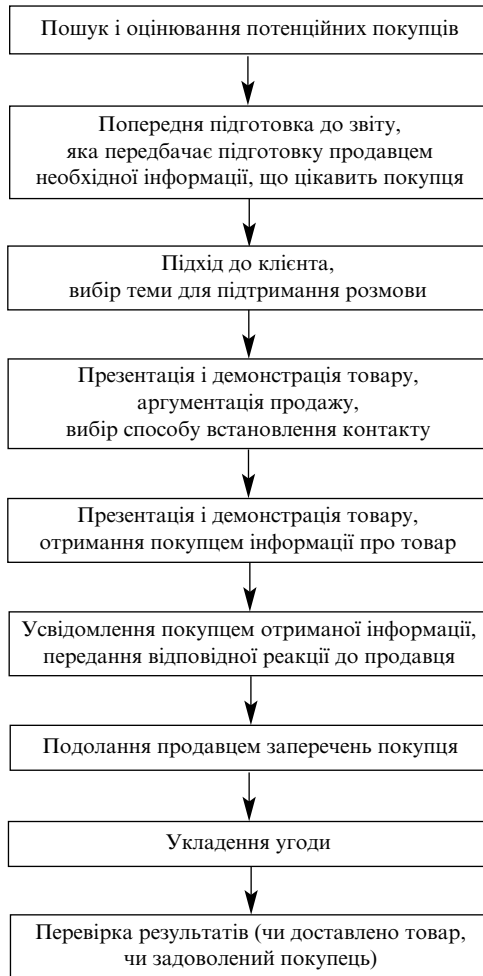 Пошук і оцінювання потенційних покупців
Попередня підготовка до звіту,
яка передбачає підготовку продавцем
необхідної інформації, що цікавить покупця
Підхід до клієнта,
вибір теми для підтримання розмови
Презентація і демонстрація товару,
аргументація продажу,
вибір способу встановлення контакту
Презентація і демонстрація товару,
отримання покупцем інформації про товар
Усвідомлення покупцем отриманої інформації,
передання відповідної реакції до продавця
Подолання продавцем заперечень покупця
Укладення угоди
Перевірка результатів (чи доставлено товар,
чи задоволений покупець)